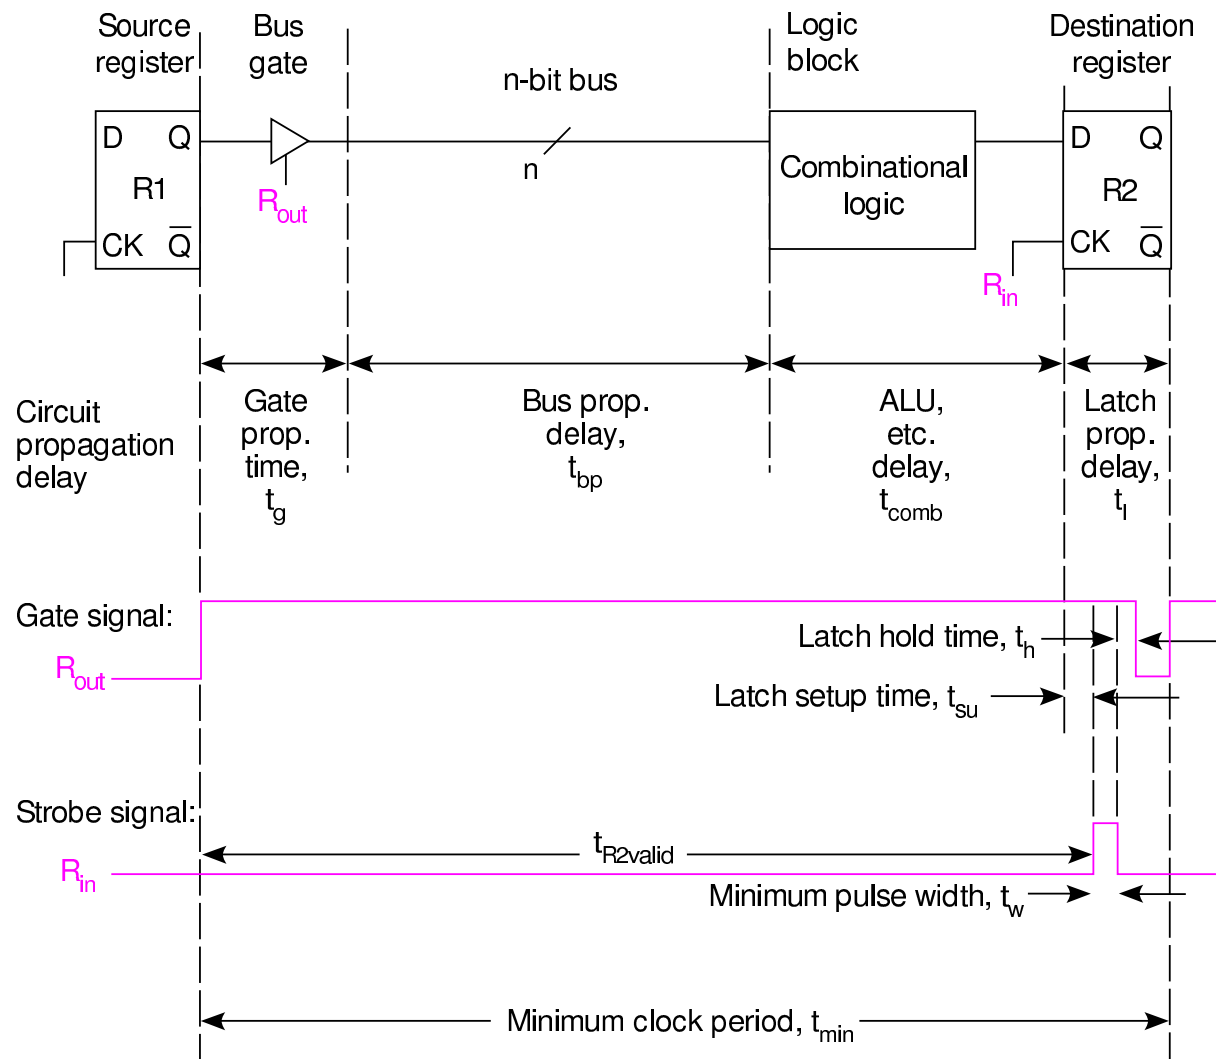 Source
register
Bus
gate
n-bit bus
Logic
block
Destination
register
D Q
R1
CK Q
R_out
n
Combinational
logic
D Q
R2
CK Q
R_in
Circuit
propagation
delay
Gate
prop.
time,
t_g
Bus prop.
delay,
t_bp
ALU,
etc.
delay,
t_comb
Latch
prop.
delay,
t_l
Gate signal:
R_out
Latch hold time, t_h
Latch setup time, t_su
Strobe signal:
R_in
t_R2valid
Minimum pulse width, t_w
Minimum clock period, t_min